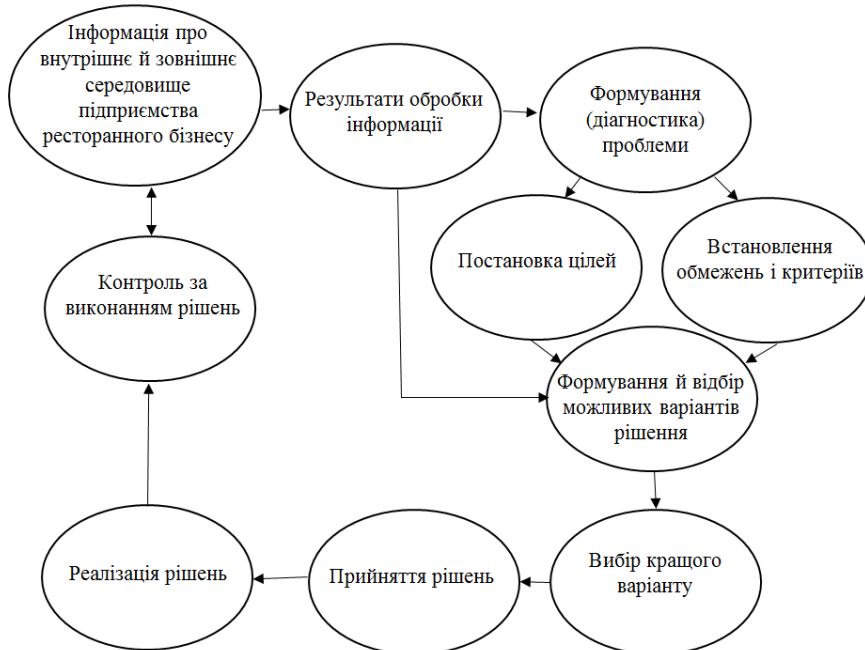 Інформація про
внутрішнє й зовнішнє
середовище
підприємства
ресторанного бізнесу
Результати обробки
інформації
Формування
(діагностика)
проблеми
Постановка цілей
Встановлення
обмежень і критеріїв
Контроль за
виконанням рішень
Формування й відбір
можливих варіантів
рішення
Вибір кращого
варіанту
Прийняття рішень
Реалізація рішень